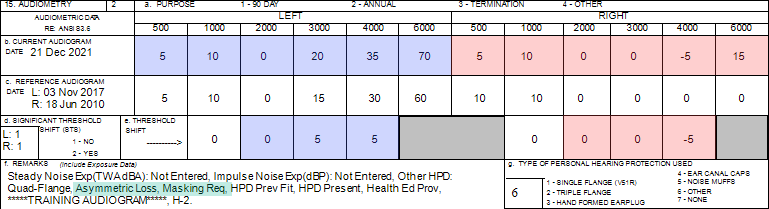 15. AUDIOMETRY 2 a. PURPOSE 1 - 90 DAY 2 - ANNUAL 3 - TERMINATION 4 - OTHER
AUDIOMETRIC DATA LEFT RIGHT
RE: ANSI S3.6 500 1000 2000 3000 4000 6000 500 1000 2000 3000 4000 6000
b. CURRENT AUDIOGRAM
DATE 21 Dec 2021 5 10 0 20 35 70 5 10 0 0 -5 15
c. REFERENCE AUDIOGRAM
DATE L: 03 Nov 2017 5 10 0 15 30 60 10 10 0 0 0 0
R: 18 Jun 2010
d. SIGNIFICANT THRESHOLD SHIFT (STS) e. THRESHOLD SHIFT
L: 1 1 - NO ----------> 0 0 5 5 0 0 0 -5
R: 1 2 - YES
f. REMARKS (Include Exposure Data) g. TYPE OF PERSONAL HEARING PROTECTION USED
Steady Noise Exp(TWAdBA): Not Entered, Impulse Noise Exp(dBP): Not Entered, Other HPD:
Quad-Flange, Asymmetric Loss, Masking Req, HPD Prev Fit, HPD Present, Health Ed Prov,
*****TRAINING AUDIOGRAM*****, H-2.
6
1 - SINGLE FLANGE (V51R) 4 - EAR CANAL CAPS
2 - TRIPLE FLANGE 5 - NOISE MUFFS
3 - HAND FORMED EARPLUG 6 - OTHER
7 - NONE